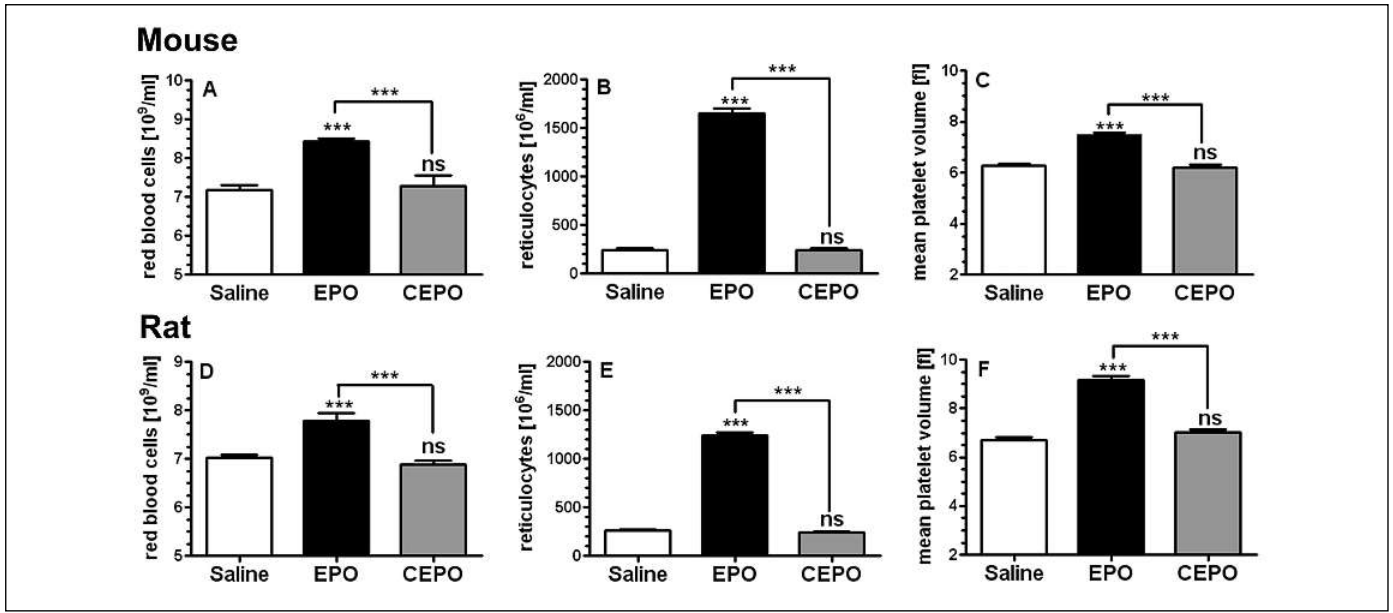 Mouse
A
red blood cells [10⁹/ml]
10
9
8
7
6
5
***
***
ns
Saline EPO CEPO
B
reticulocytes [10⁶/ml]
2000
1500
1000
500
0
***
***
ns
Saline EPO CEPO
C
mean platelet volume [fl]
10
8
6
4
2
***
***
ns
Saline EPO CEPO
Rat
D
red blood cells [10⁹/ml]
9
8
7
6
5
***
***
ns
Saline EPO CEPO
E
reticulocytes [10⁶/ml]
2000
1500
1000
500
0
***
***
ns
Saline EPO CEPO
F
mean platelet volume [fl]
10
8
6
4
2
***
***
ns
Saline EPO CEPO